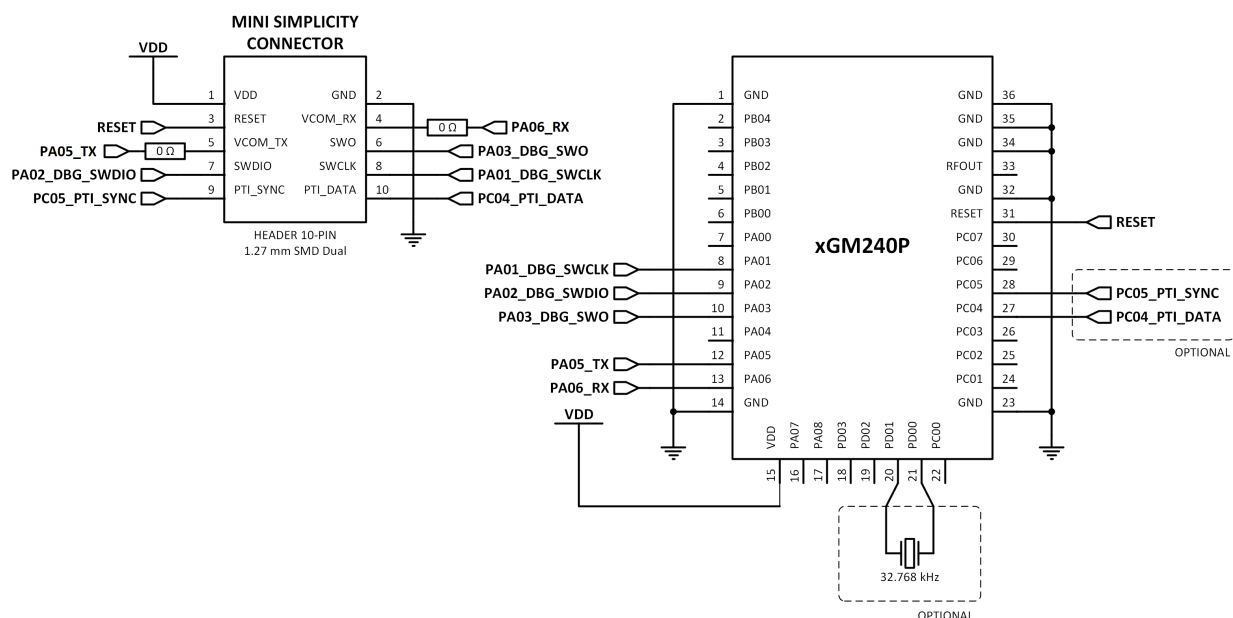 MINI SIMPLICITY
CONNECTOR
VDD
1 VDD GND 2
RESET 3 RESET VCOM_RX 4 0 Ω PA06_RX
PA05_TX 0 Ω 5 VCOM_TX SWO 6 PA03_DBG_SWO
PA02_DBG_SWDIO 7 SWDIO SWCLK 8 PA01_DBG_SWCLK
PC05_PTI_SYNC 9 PTI_SYNC PTI_DATA 10 PC04_PTI_DATA
HEADER 10-PIN
1.27 mm SMD Dual
xGM240P
1 GND GND 36
2 PB04 GND 35
3 PB03 GND 34
4 PB02 RFOUT 33
5 PB01 GND 32
6 PB00 RESET 31 RESET
7 PA00 PC07 30
PA01_DBG_SWCLK 8 PA01 PC06 29
PA02_DBG_SWDIO 9 PA02 PC05 28 PC05_PTI_SYNC
PA03_DBG_SWO 10 PA03 PC04 27 PC04_PTI_DATA
11 PA04 PC03 26
OPTIONAL
PA05_TX 12 PA05 PC02 25
PA06_RX 13 PA06 PC01 24
14 GND GND 23
VDD
VDD PA07 PA08 PD03 PD02 PD01 PD00 PC00
15 16 17 18 19 20 21 22
32.768 kHz
OPTIONAL